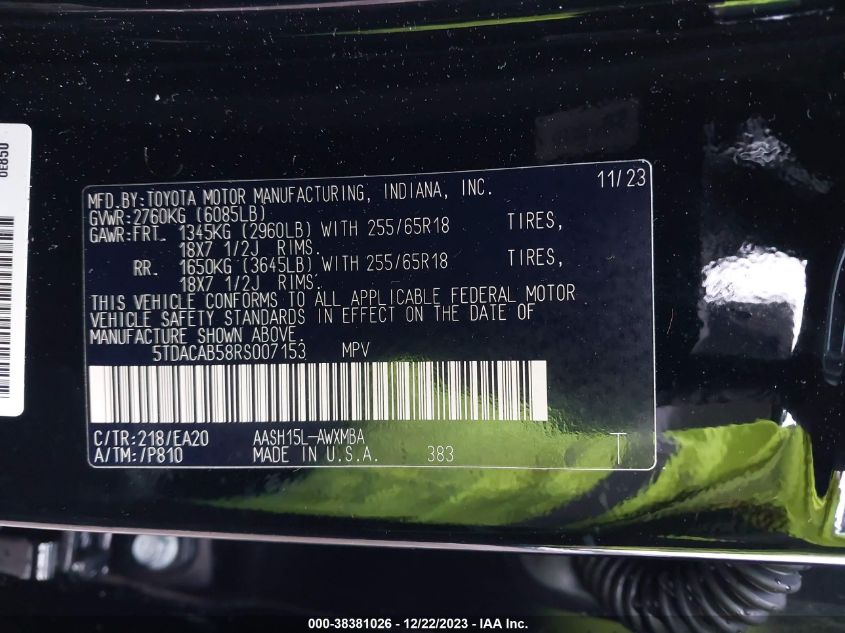 0E850
MFD.BY:TOYOTA MOTOR MANUFACTURING, INDIANA, INC. 11/23
GVWR:2760KG (6085LB)
GAWR:FRT. 1345KG (2960LB) WITH 255/65R18 TIRES,
18X7 1/2J RIMS.
RR. 1650KG (3645LB) WITH 255/65R18 TIRES,
18X7 1/2J RIMS.
THIS VEHICLE CONFORMS TO ALL APPLICABLE FEDERAL MOTOR
VEHICLE SAFETY STANDARDS IN EFFECT ON THE DATE OF
MANUFACTURE SHOWN ABOVE.
5TDACAB58RS007153 MPV
C/TR:218/EA20 AASH15L-AWXMBA
A/TM:/P810 MADE IN U.S.A. 383 T
000-38381026 - 12/22/2023 - IAA Inc.